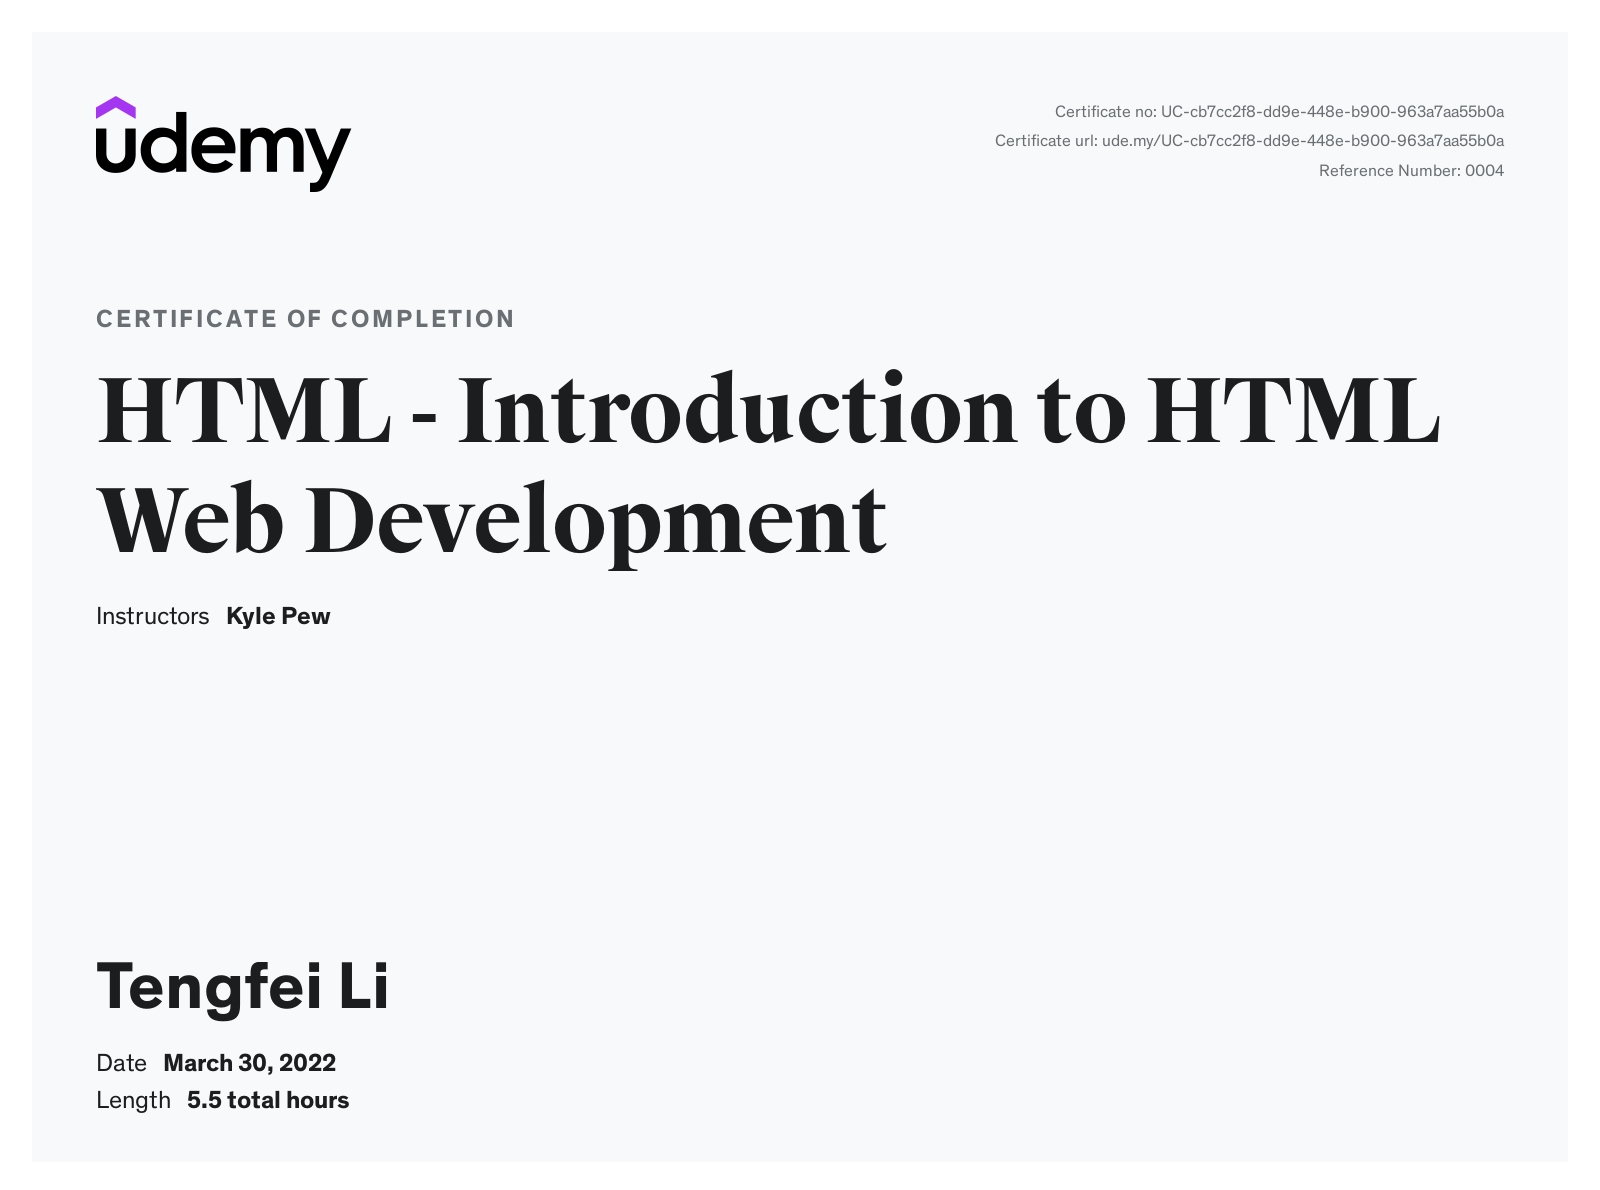 udemy
Certificate no: UC-cb7cc2f8-dd9e-448e-b900-963a7aa55b0a
Certificate url: ude.my/UC-cb7cc2f8-dd9e-448e-b900-963a7aa55b0a
Reference Number: 0004
CERTIFICATE OF COMPLETION
HTML - Introduction to HTML
Web Development
Instructors Kyle Pew
Tengfei Li
Date March 30, 2022
Length 5.5 total hours